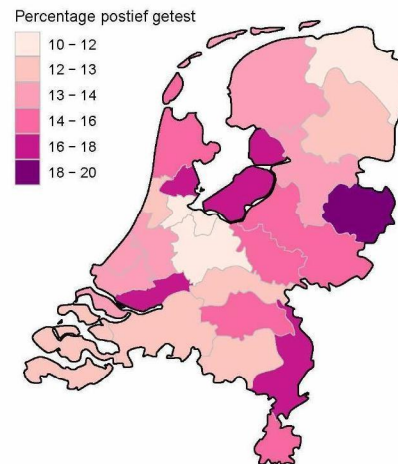 Percentage postief getest
10 – 12
12 – 13
13 – 14
14 – 16
16 – 18
18 – 20